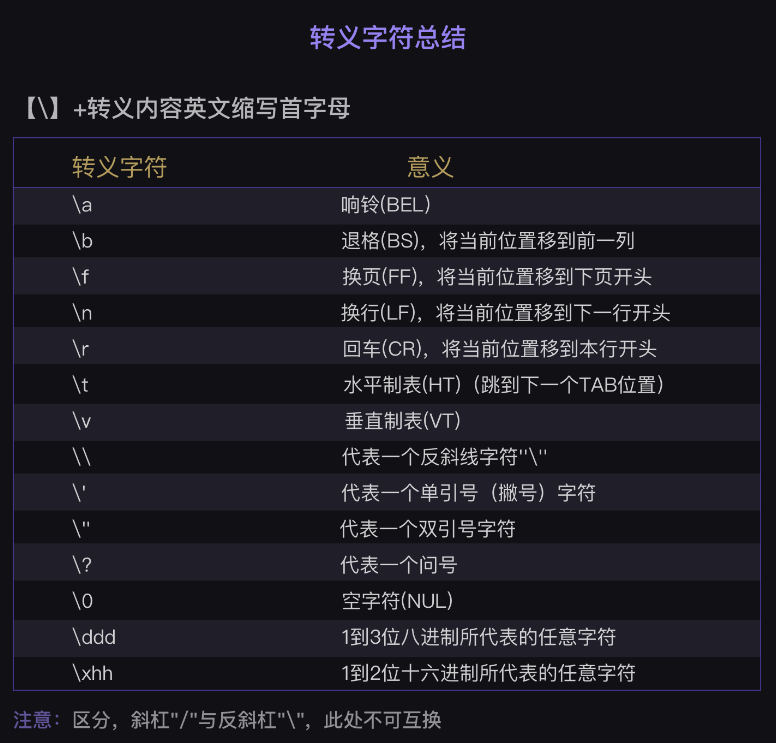 转义字符总结
【\】+转义内容英文缩写首字母
转义字符 意义
\a 响铃(BEL)
\b 退格(BS)，将当前位置移到前一列
\f 换页(FF)，将当前位置移到下页开头
\n 换行(LF)，将当前位置移到下一行开头
\r 回车(CR)，将当前位置移到本行开头
\t 水平制表(HT)（跳到下一个TAB位置）
\v 垂直制表(VT)
\\ 代表一个反斜线字符"\"
\' 代表一个单引号（撇号）字符
\" 代表一个双引号字符
\? 代表一个问号
\0 空字符(NUL)
\ddd 1到3位八进制所代表的任意字符
\xhh 1到2位十六进制所代表的任意字符
注意：区分，斜杠"/"与反斜杠"\"，此处不可互换